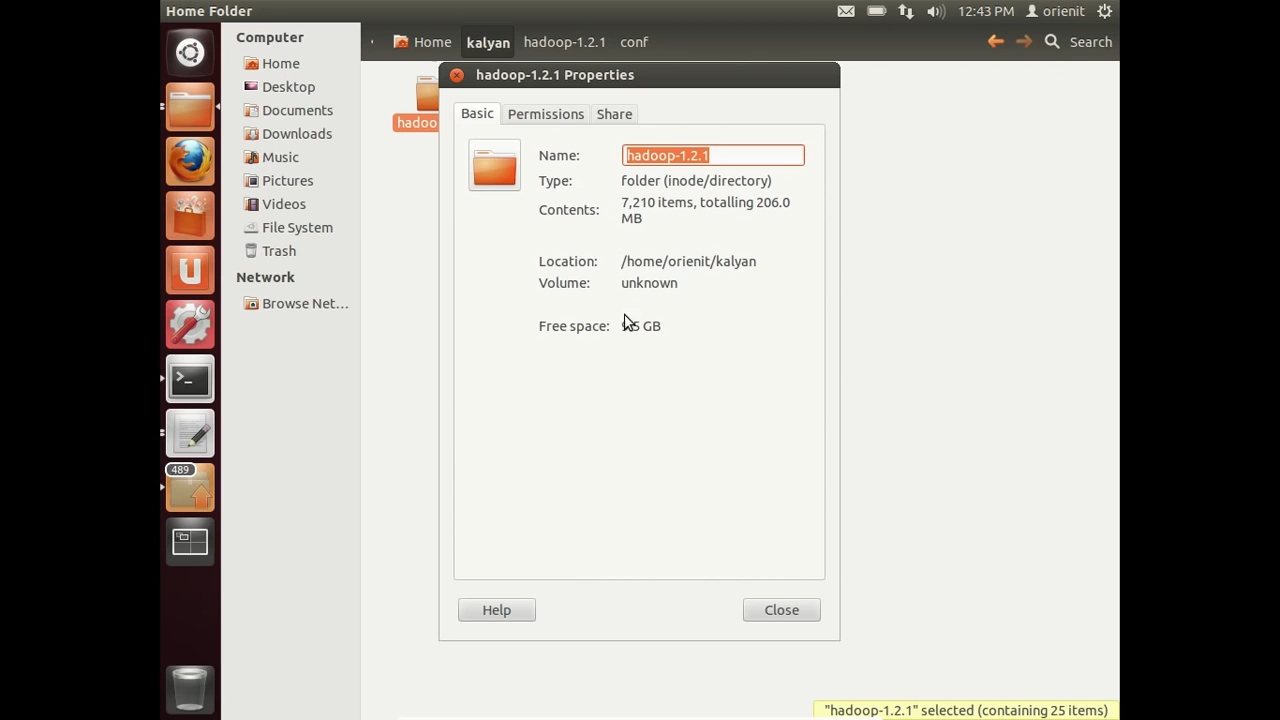 Home Folder
12:43 PM
orienit
Computer
Home
Desktop
Documents
Downloads
Music
Pictures
Videos
File System
Trash
Network
Browse Net...
Home
kalyan
hadoop-1.2.1
conf
Search
hadoo
hadoop-1.2.1 Properties
Basic
Permissions
Share
Name: hadoop-1.2.1
Type: folder (inode/directory)
Contents: 7,210 items, totalling 206.0
MB
Location: /home/orienit/kalyan
Volume: unknown
Free space: GB
Help
Close
489
"hadoop-1.2.1" selected (containing 25 items)